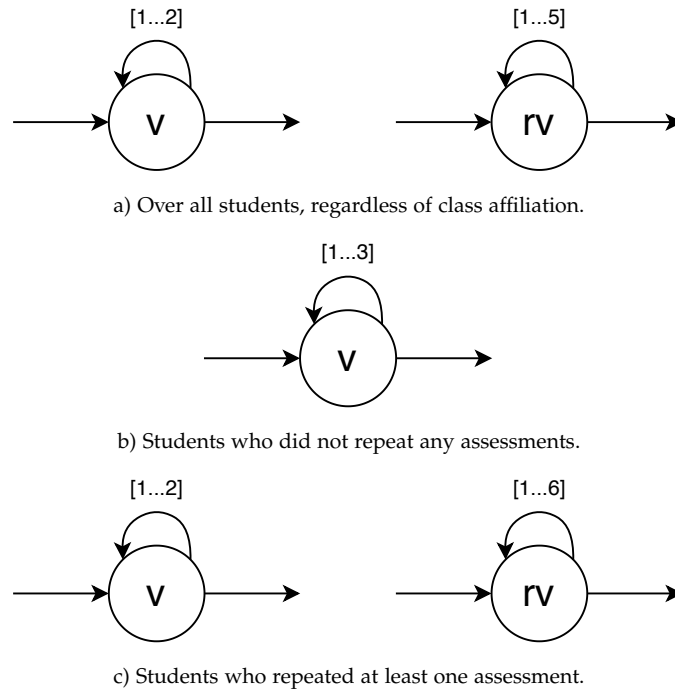 [1...2] [1...5]
v rv
a) Over all students, regardless of class affiliation.
[1...3]
v
b) Students who did not repeat any assessments.
[1...2] [1...6]
v rv
c) Students who repeated at least one assessment.